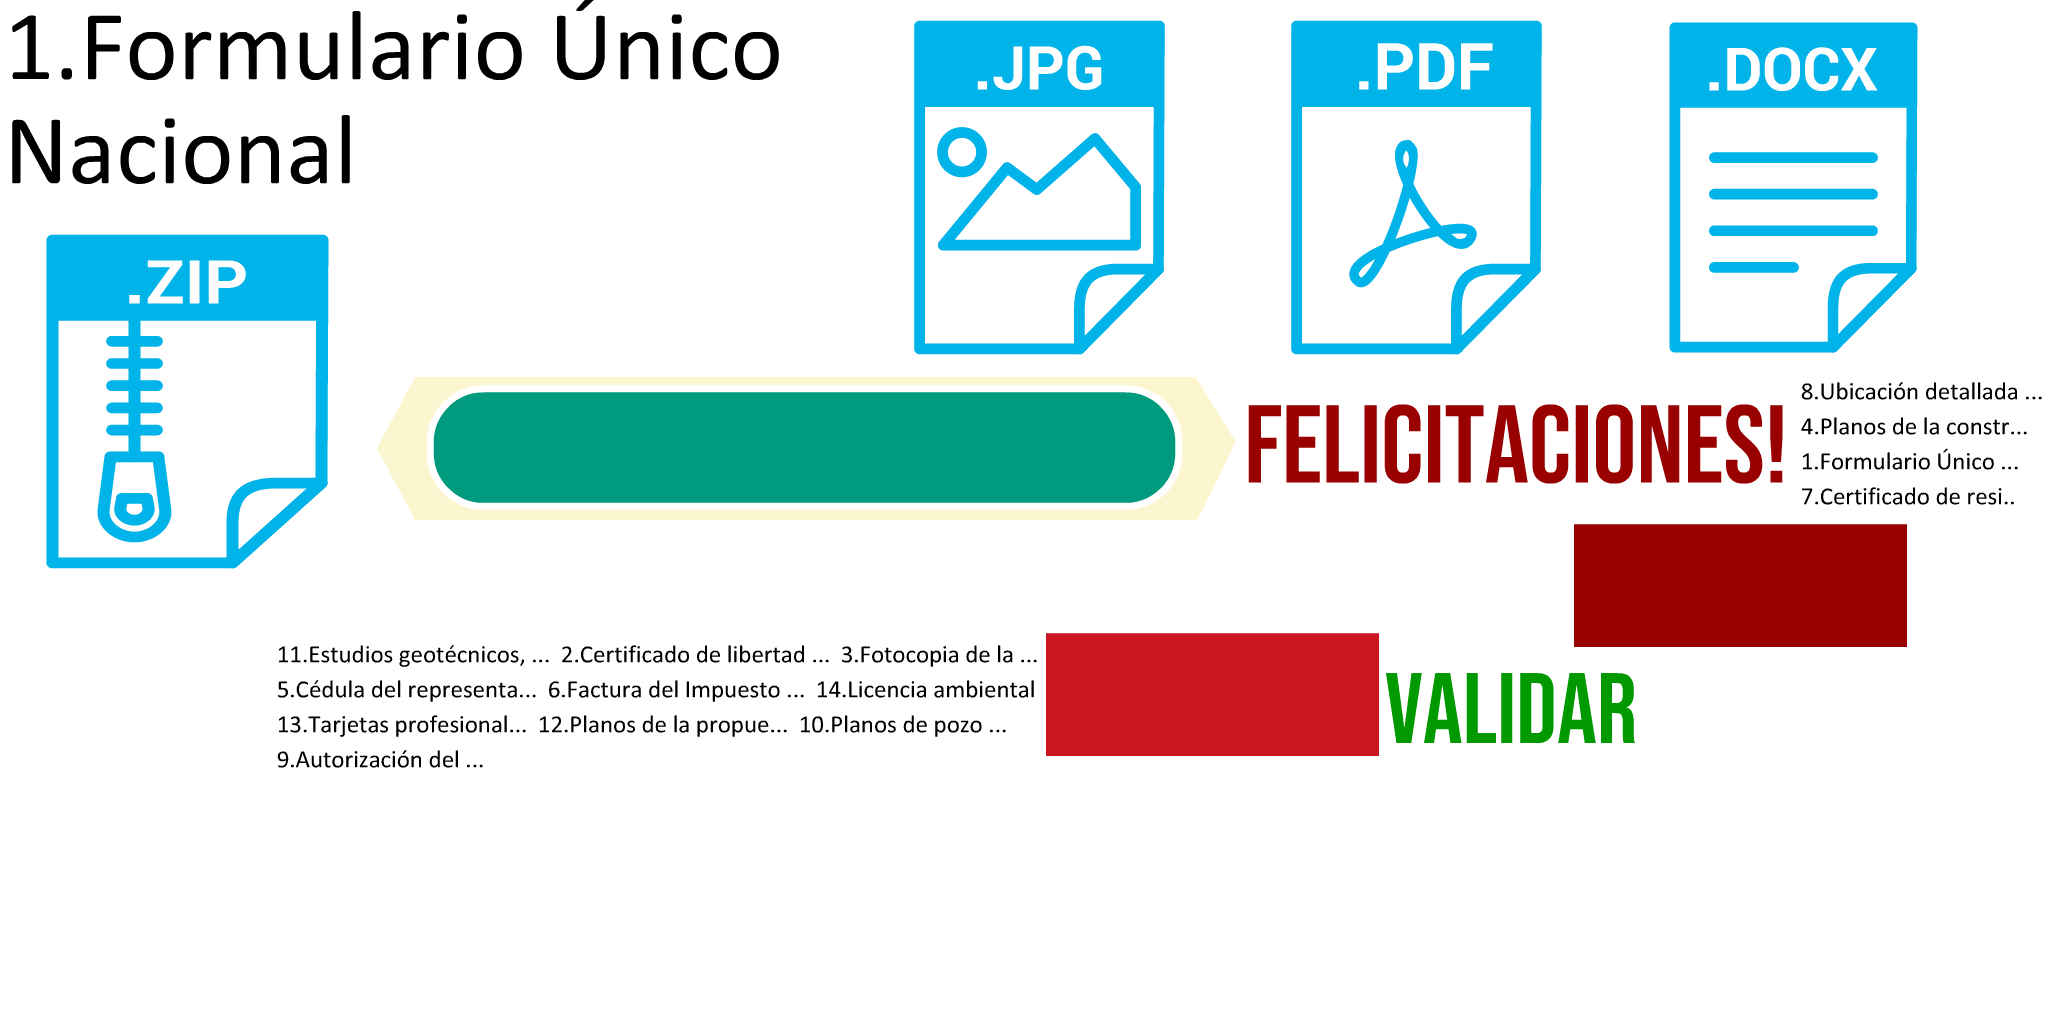 1.Formulario Único
Nacional
.JPG
.PDF
.DOCX
.ZIP
FELICITACIONES!
8.Ubicación detallada ...
4.Planos de la constr...
1.Formulario Único ...
7.Certificado de resi..
11.Estudios geotécnicos, ... 2.Certificado de libertad ... 3.Fotocopia de la ...
5.Cédula del representa... 6.Factura del Impuesto ... 14.Licencia ambiental
13.Tarjetas profesional... 12.Planos de la propue... 10.Planos de pozo ...
9.Autorización del ...
VALIDAR